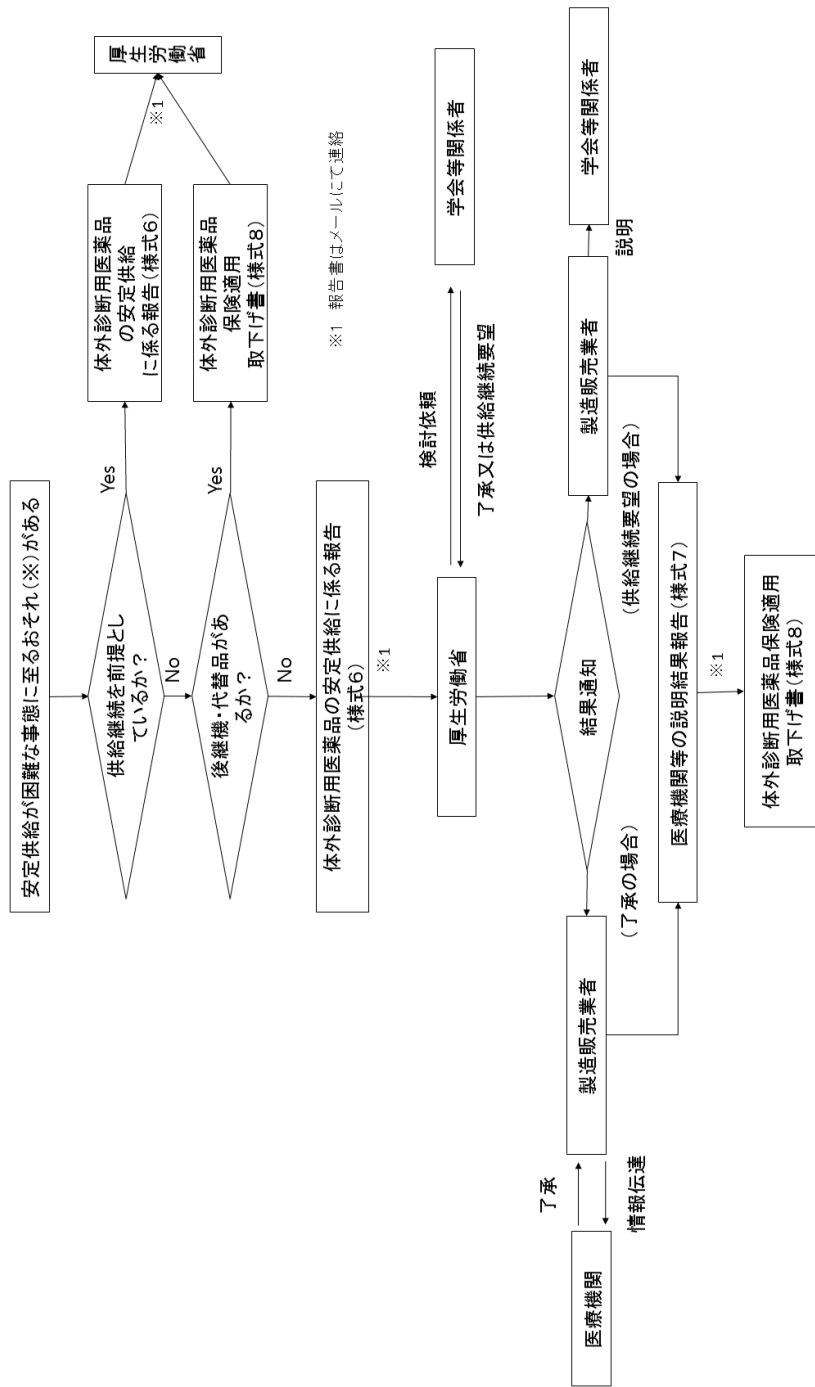 安定供給が困難な事態に至るおそれ(※)がある
供給継続を前提とし
ているか？
Yes
体外診断用医薬品
の安定供給
に係る報告(様式6)
※1
厚生労働省
No
後継機・代替品があ
るか？
Yes
体外診断用医薬品
保険適用
取下げ書(様式8)
No
体外診断用医薬品の安定供給に係る報告
(様式6)
※1
※1　報告書はメールにて連絡
厚生労働省
検討依頼
了承又は供給継続要望
学会等関係者
結果通知
(了承の場合)
(供給継続要望の場合)
医療機関
了承
情報伝達
製造販売業者
製造販売業者
説明
学会等関係者
医療機関等の説明結果報告(様式7)
※1
体外診断用医薬品保険適用
取下げ書(様式8)